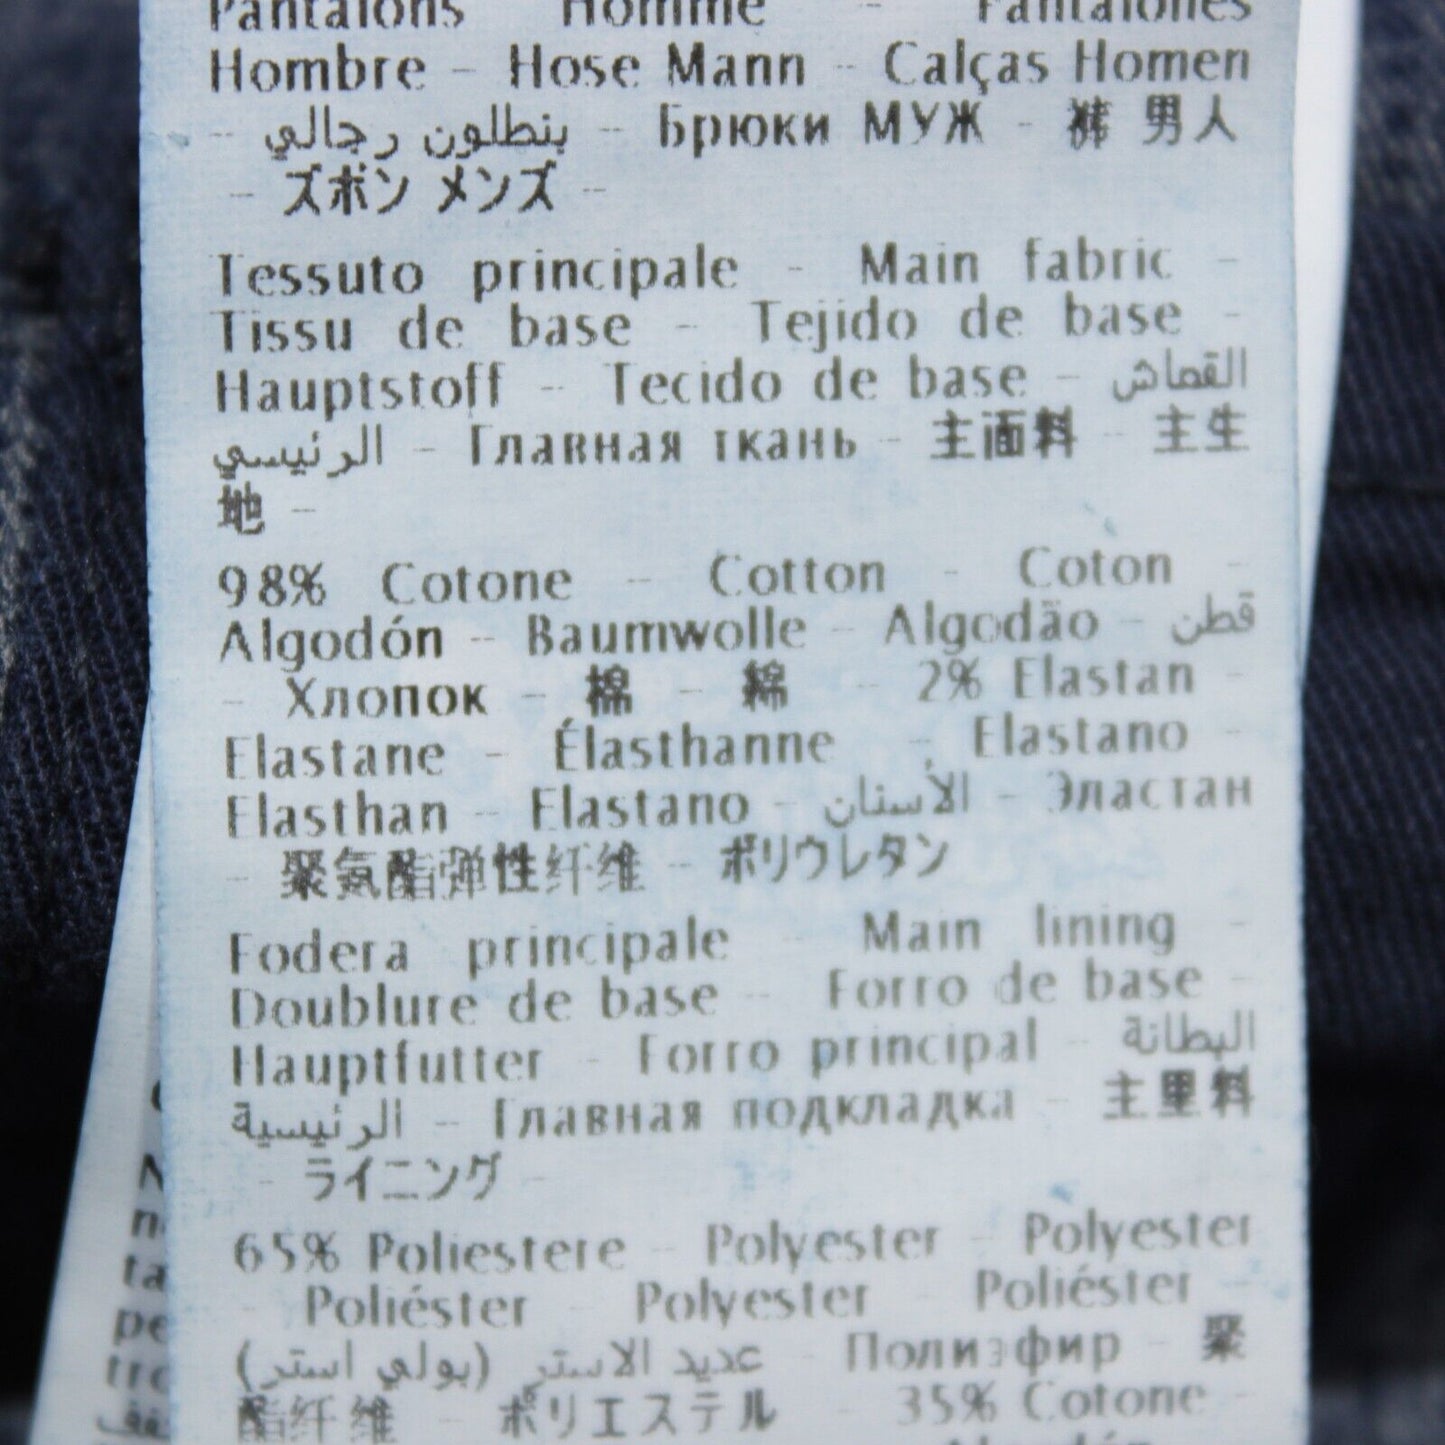 Pantalons Homme - Pantalones
Hombre - Hose Mann - Calças Homen
- بنطلون رجالي - Брюки МУЖ - 裤 男人
- ズボン メンズ -
Tessuto principale - Main fabric -
Tissu de base - Tejido de base -
Hauptstoff - Tecido de base - القماش
الرئيسي - Главная ткань - 主面料 - 主生
地 -
98% Cotone - Cotton - Coton -
Algodón - Baumwolle - Algodão - قطن
- Хлопок - 棉 - 綿 - 2% Elastan -
Elastane - Élasthanne - Elastano -
Elasthan - Elastano - الأستان - Эластан
- 聚氨酯弹性纤维 - ポリウレタン
Fodera principale - Main lining -
Doublure de base - Forro de base -
Hauptfutter - Forro principal - البطانة
الرئيسية - Главная подкладка - 主里料
- ライニング -
65% Poliestere - Polyester - Polyester
- Poliéster - Polyester - Poliéster -
عديد الاستر (بولي استر) - Полиэфир - 聚
酯纤维 - ポリエステル - 35% Cotone -